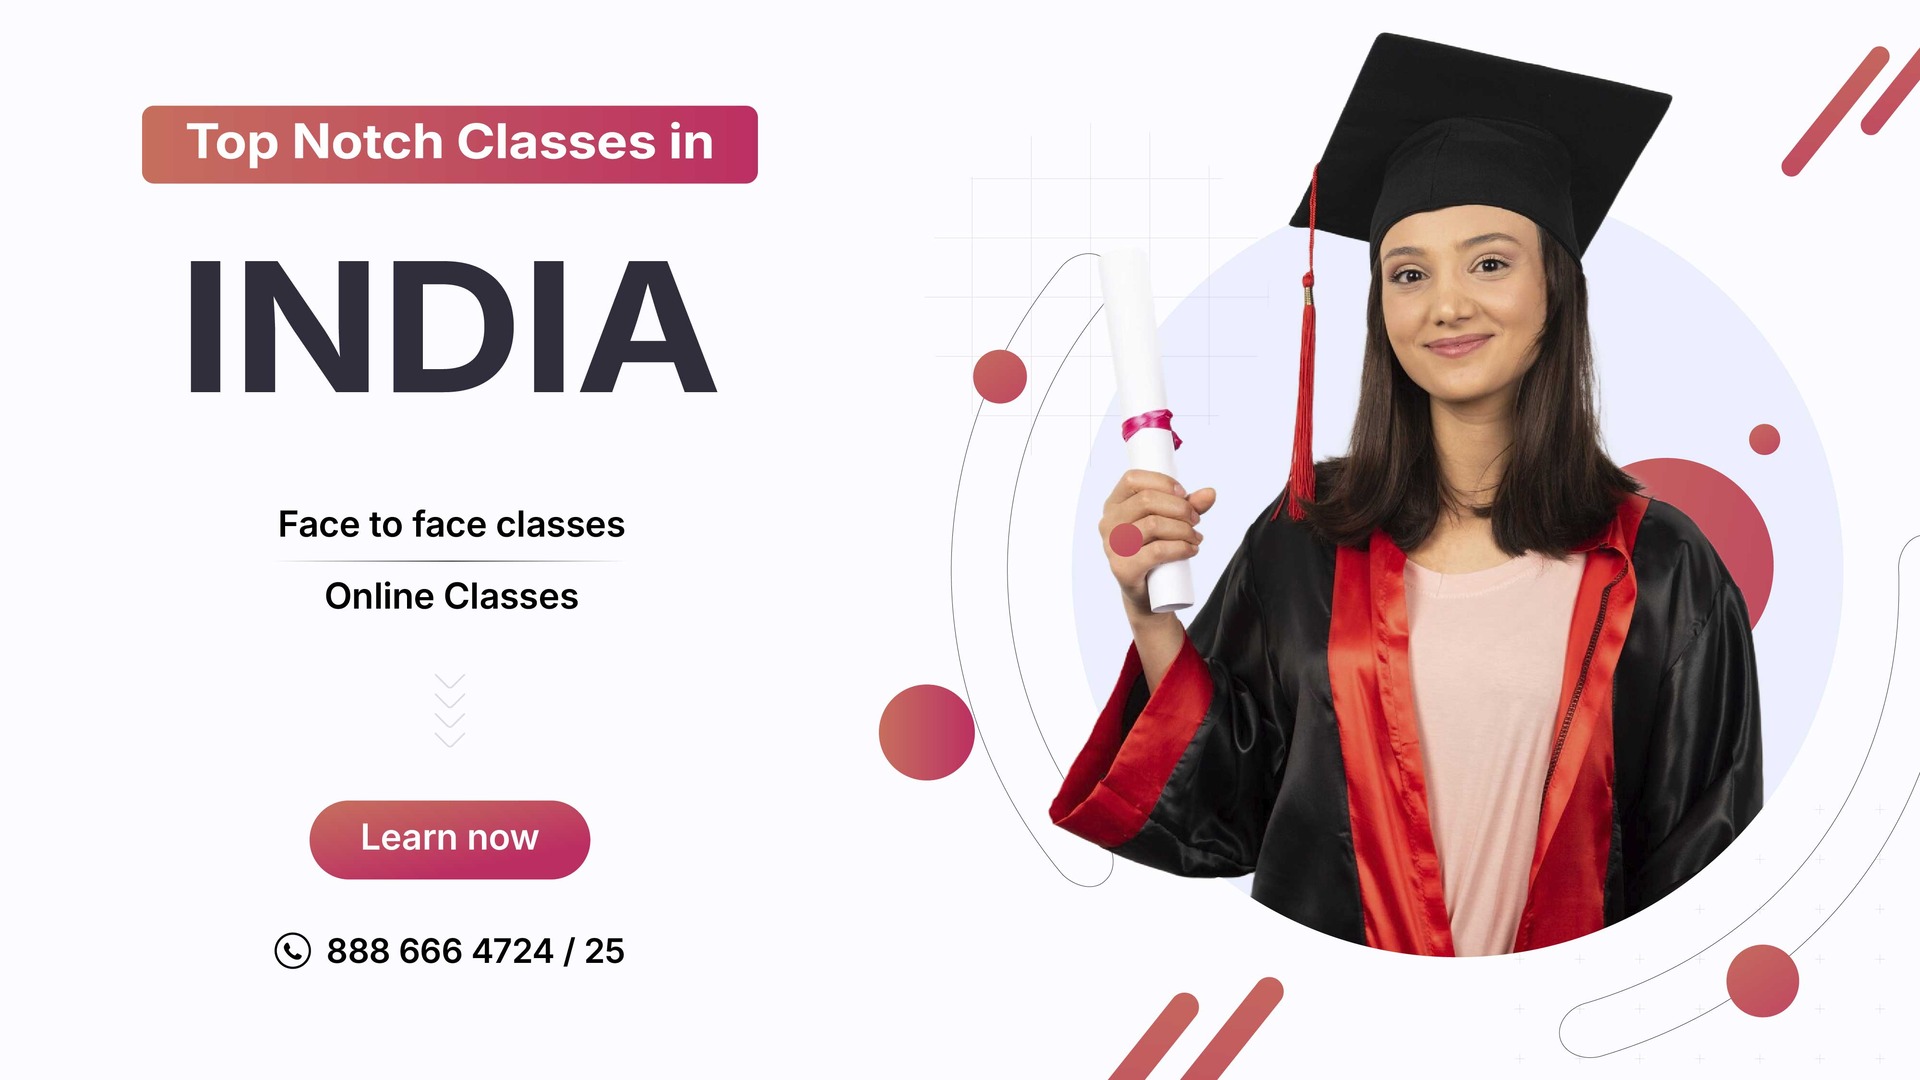 Top Notch Classes in
INDIA
Face to face classes
Online Classes
Learn now
888 666 4724 / 25